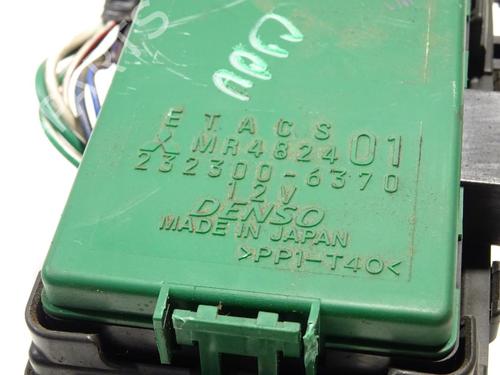 ETACS
MR482401
232300-6370
12V
DENSO
MADE IN JAPAN
>PP1-T40<